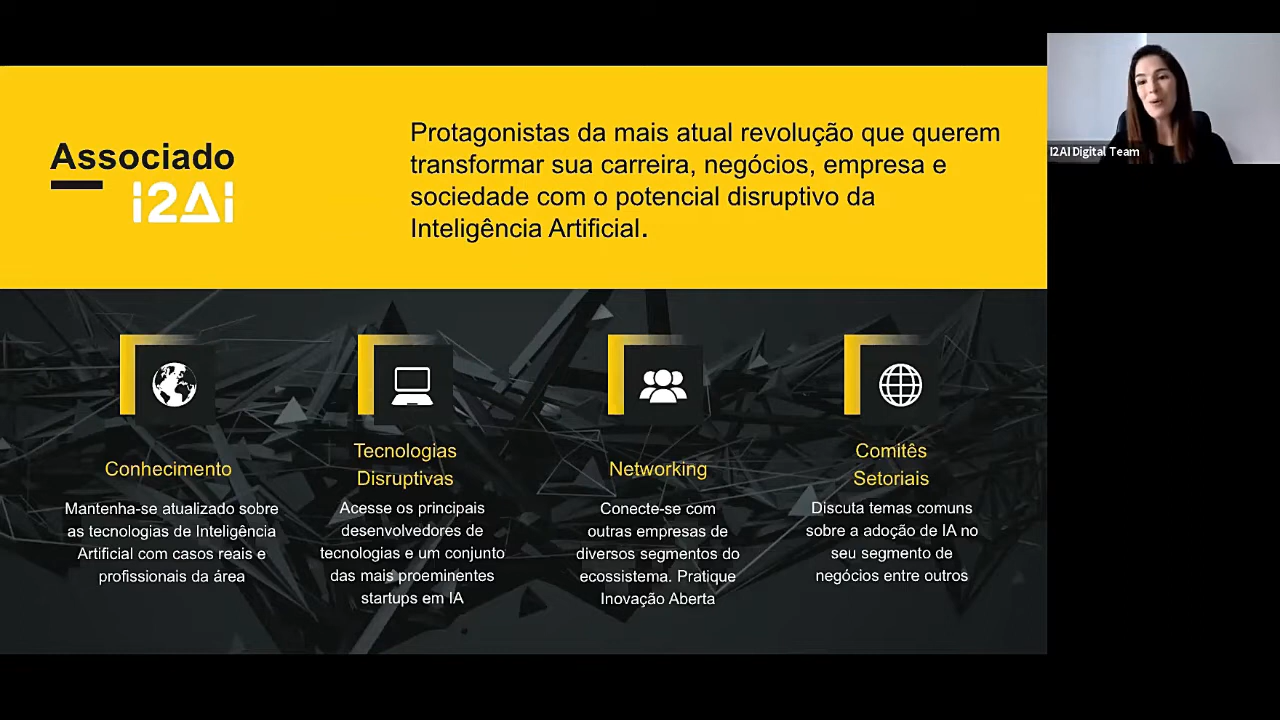 Associado
i2Ai
Protagonistas da mais atual revolução que querem
transformar sua carreira, negócios, empresa e
sociedade com o potencial disruptivo da
Inteligência Artificial.
I2AI Digital Team
Conhecimento
Mantenha-se atualizado sobre
as tecnologias de Inteligência
Artificial com casos reais e
profissionais da área
Tecnologias
Disruptivas
Acesse os principais
desenvolvedores de
tecnologias e um conjunto
das mais proeminentes
startups em IA
Networking
Conecte-se com
outras empresas de
diversos segmentos do
ecossistema. Pratique
Inovação Aberta
Comitês
Setoriais
Discuta temas comuns
sobre a adoção de IA no
seu segmento de
negócios entre outros